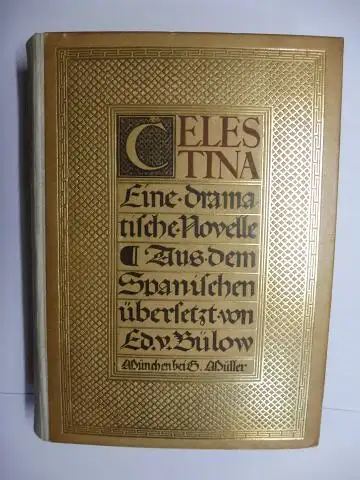 CELES
TINA
Eine·drama
tische·Novelle
¶ Aus·dem
Spanischen
übersetzt·von
Ed.v.Bülow
München bei G. Müller